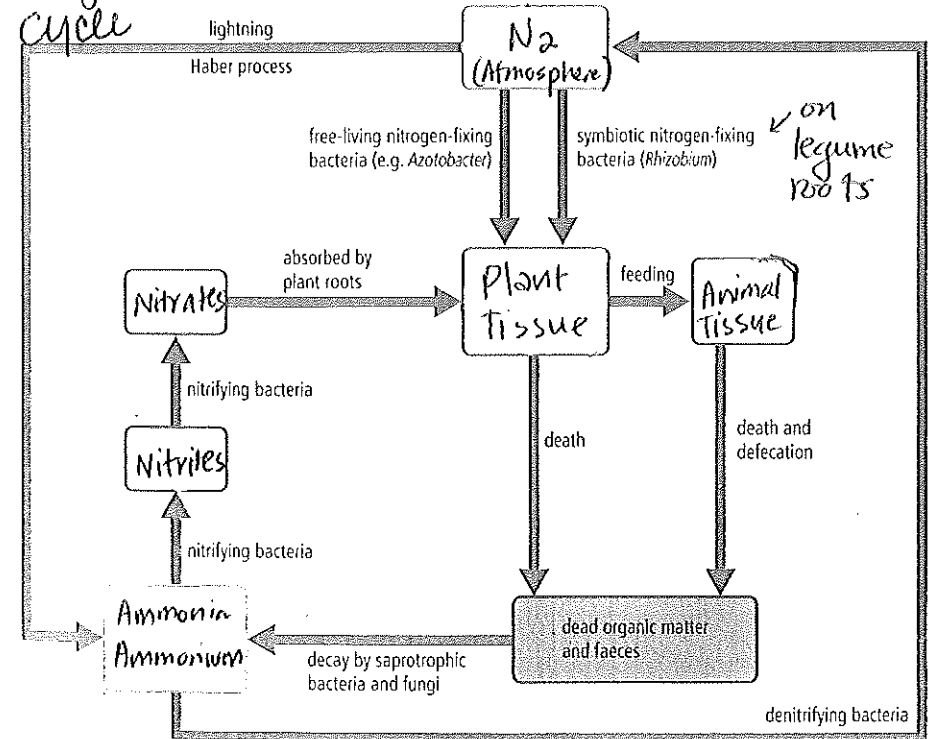 cycle
lightning
Haber process
N2
(Atmosphere)
free-living nitrogen-fixing
bacteria (e.g. Azotobacter)
symbiotic nitrogen-fixing
bacteria (Rhizobium)
on
legume
roots
absorbed by
plant roots
Nitrates
Plant
Tissue
feeding
Animal
Tissue
nitrifying bacteria
Nitrites
death
death and
defecation
nitrifying bacteria
Ammonia
Ammonium
decay by saprotrophic
bacteria and fungi
dead organic matter
and faeces
denitrifying bacteria